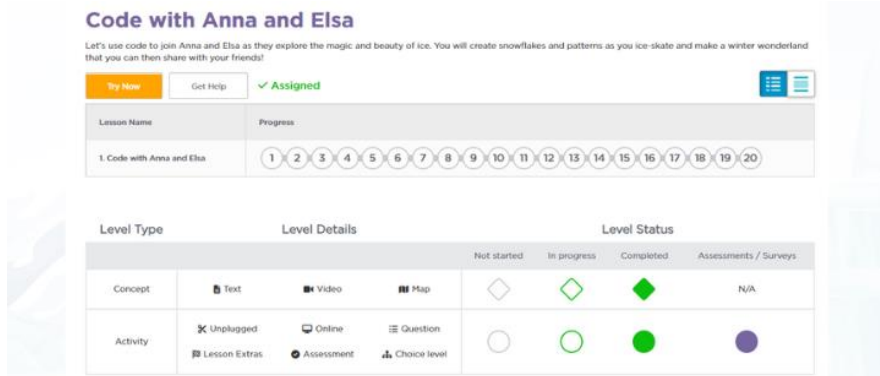 Code with Anna and Elsa
Let's use code to join Anna and Elsa as they explore the magic and beauty of ice. You will create snowflakes and patterns as you ice-skate and make a winter wonderland
that you can then share with your friends!
Try Now Get Help Assigned
Lesson Name Progress
1. Code with Anna and Elsa 1 2 3 4 5 6 7 8 9 10 11 12 13 14 15 16 17 18 19 20
Level Type Level Details Level Status
Not started In progress Completed Assessments / Surveys
Concept Text Video Map N/A
Activity Unplugged Online Question
Lesson Extras Assessment Choice level